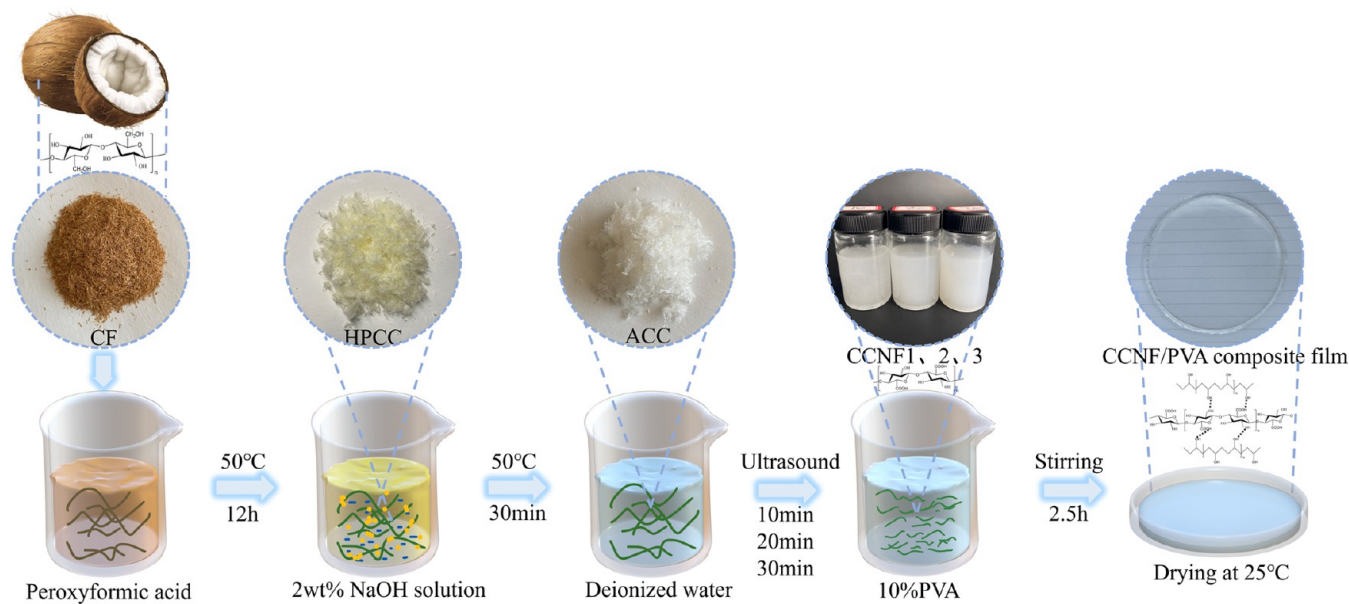 CF
HPCC
ACC
CCNF1、2、3
CCNF/PVA composite film
50℃
12h
50℃
30min
Ultrasound
10min
20min
30min
Stirring
2.5h
Peroxyformic acid
2wt% NaOH solution
Deionized water
10%PVA
Drying at 25℃